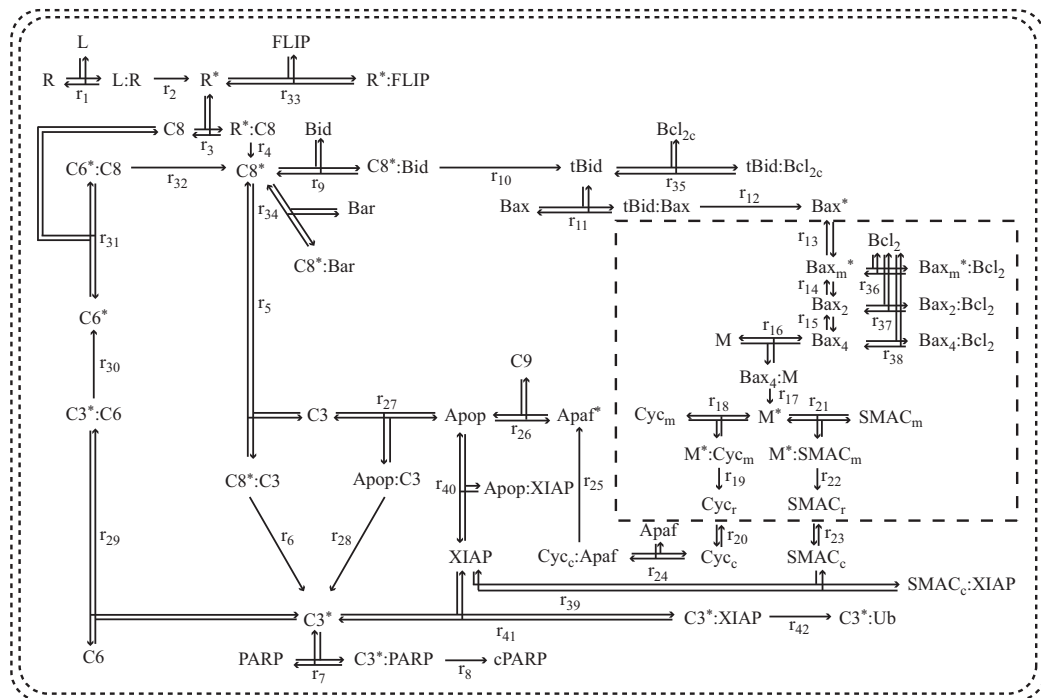 L FLIP
R L:R R* R*:FLIP
r₁ r₂ r₃₃
C8 R*:C8 Bid Bcl₂c
r₃ r₄
C6*:C8 C8* C8*:Bid tBid tBid:Bcl₂c
r₃₂ r₉ r₁₀ r₃₅
r₃₄ Bar Bax tBid:Bax r₁₂ Bax*
r₁₁
r₃₁ C8*:Bar r₁₃ Bcl₂
Baxₘ* Baxₘ*:Bcl₂
r₁₄ r₃₆
C6* r₅ Bax₂ Bax₂:Bcl₂
r₁₅ r₃₇
r₁₆
M Bax₄ Bax₄:Bcl₂
r₃₀ r₃₈
C9 Bax₄:M
r₁₇
C3*:C6 C3 r₂₇ Apop Apaf* Cycₘ r₁₈ M* r₂₁ SMACₘ
r₂₆
M*:Cycₘ M*:SMACₘ
C8*:C3 Apop:C3 r₄₀ Apop:XIAP r₂₅ r₁₉ r₂₂
Cycᵣ SMACᵣ
r₂₉ r₆ r₂₈ Apaf r₂₀ r₂₃
XIAP Cyc꜀:Apaf Cyc꜀ SMAC꜀
r₂₄
SMAC꜀:XIAP
r₃₉
C3* C3*:XIAP C3*:Ub
r₄₁ r₄₂
C6 PARP C3*:PARP cPARP
r₇ r₈